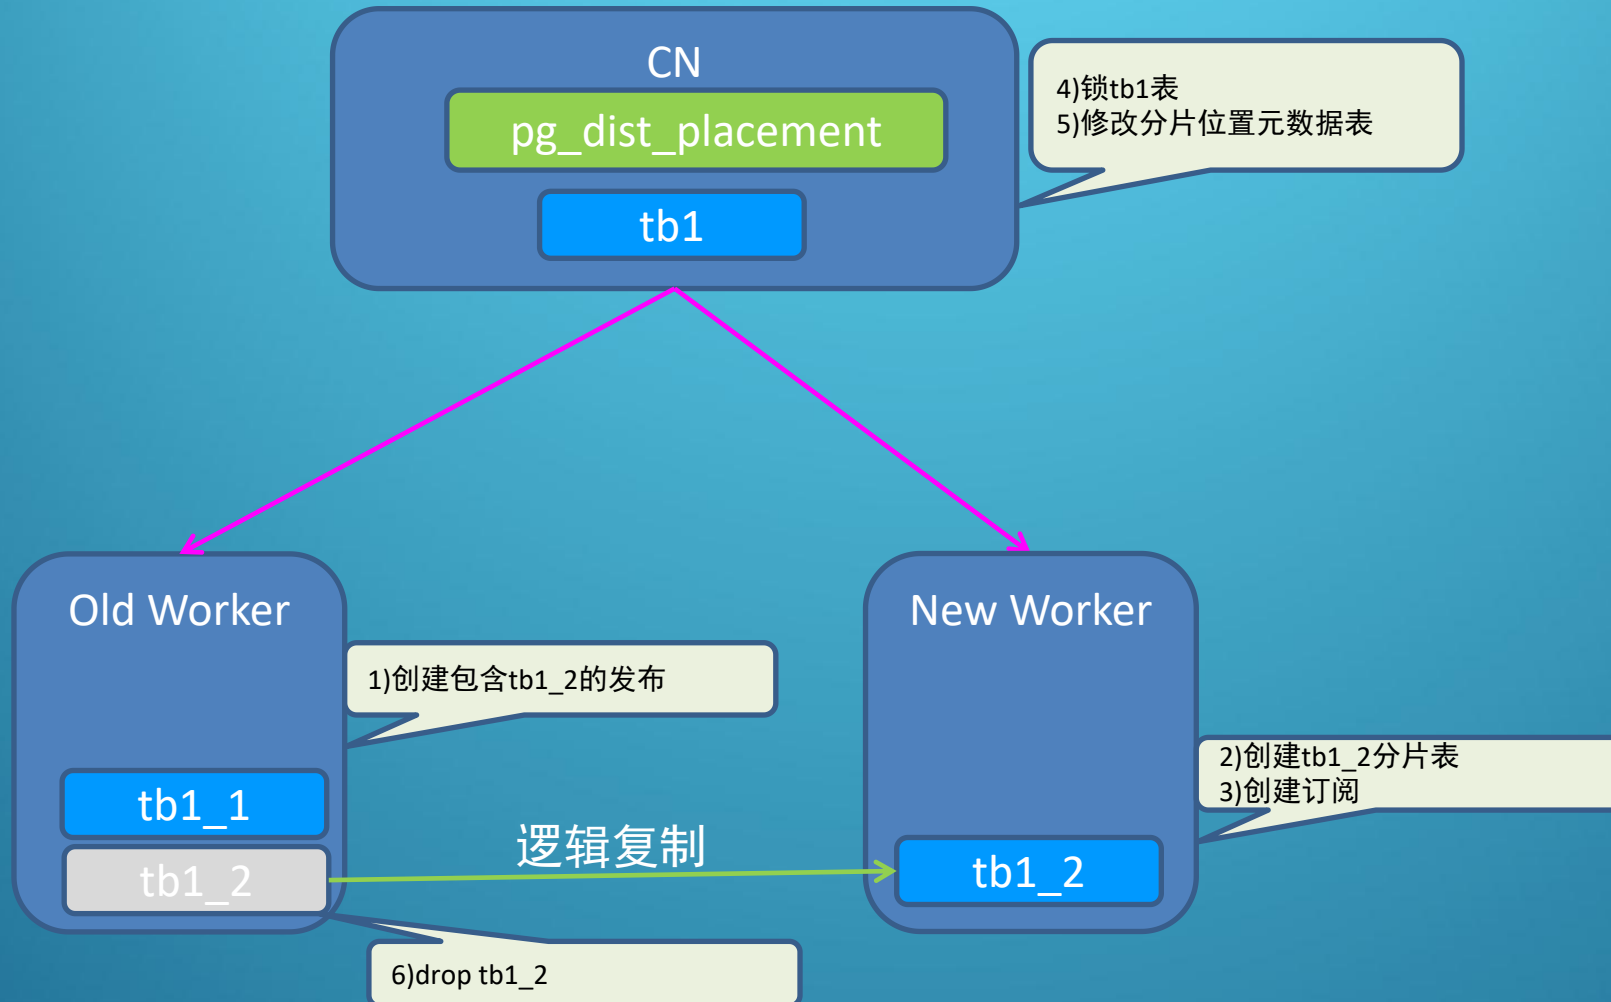 CN
pg_dist_placement
tb1
4)锁tb1表
5)修改分片位置元数据表
Old Worker
1)创建包含tb1_2的发布
tb1_1
tb1_2
逻辑复制
6)drop tb1_2
New Worker
2)创建tb1_2分片表
3)创建订阅
tb1_2